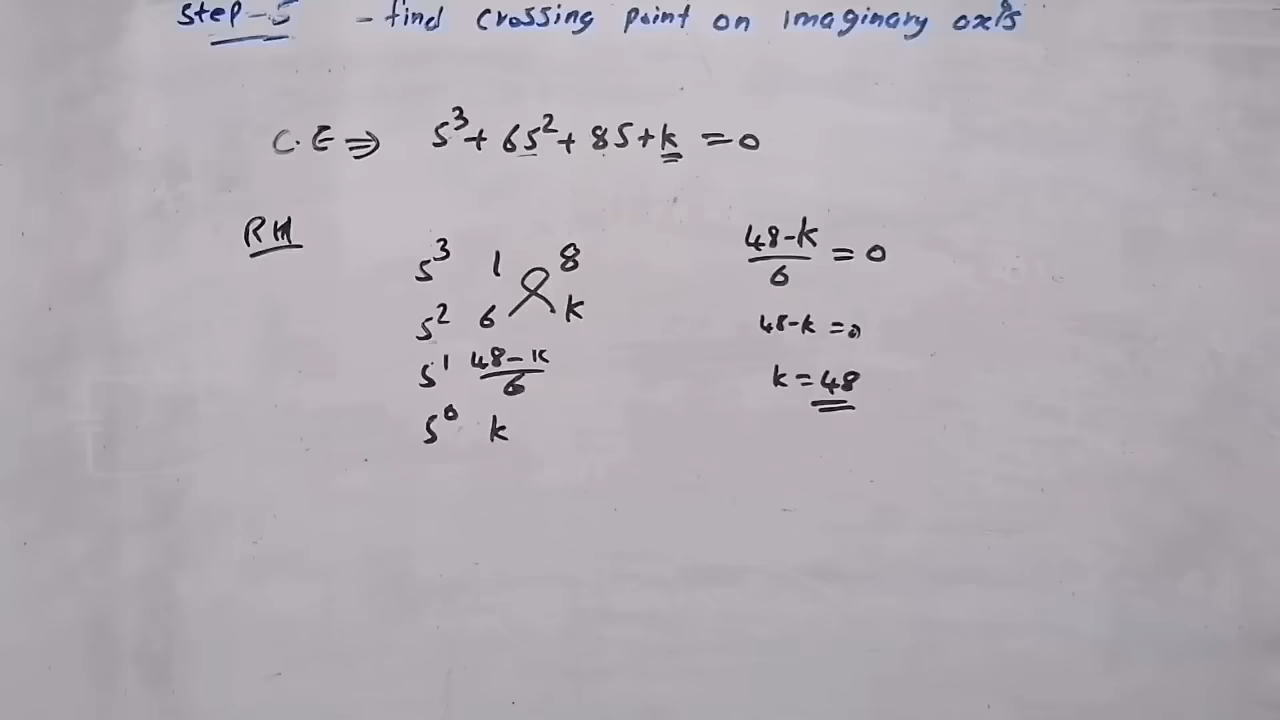 step-5 - find crossing point on imaginary axis
C.E ⇒ s³ + 6s² + 8s + k = 0
RH
s³ 1 8
s² 6 k
s¹ (48-k)/6
s⁰ k
(48-k)/6 = 0
48-k = 0
k = 48